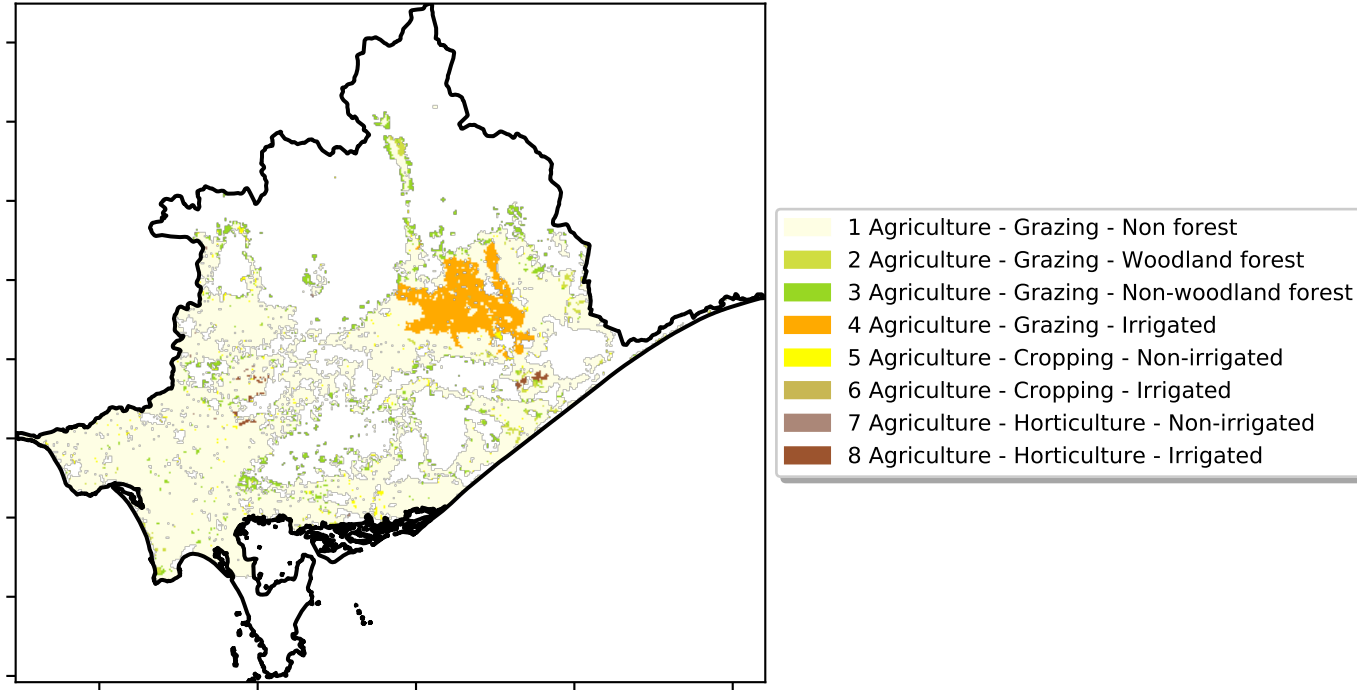 1 Agriculture - Grazing - Non forest
2 Agriculture - Grazing - Woodland forest
3 Agriculture - Grazing - Non-woodland forest
4 Agriculture - Grazing - Irrigated
5 Agriculture - Cropping - Non-irrigated
6 Agriculture - Cropping - Irrigated
7 Agriculture - Horticulture - Non-irrigated
8 Agriculture - Horticulture - Irrigated